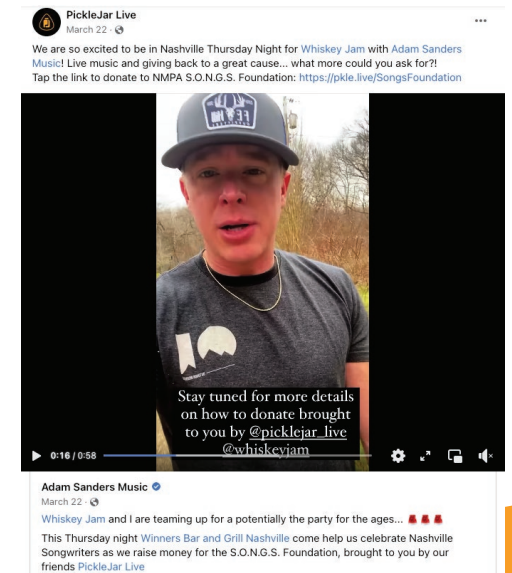 PickleJar Live
March 22 ·
We are so excited to be in Nashville Thursday Night for Whiskey Jam with Adam Sanders
Music! Live music and giving back to a great cause... what more could you ask for?!
Tap the link to donate to NMPA S.O.N.G.S. Foundation: https://pkle.live/SongsFoundation
Stay tuned for more details
on how to donate brought
to you by @picklejar_live
@whiskeyjam
0:16 / 0:58
Adam Sanders Music
March 22 ·
Whiskey Jam and I are teaming up for a potentially the party for the ages...
This Thursday night Winners Bar and Grill Nashville come help us celebrate Nashville
Songwriters as we raise money for the S.O.N.G.S. Foundation, brought to you by our
friends PickleJar Live